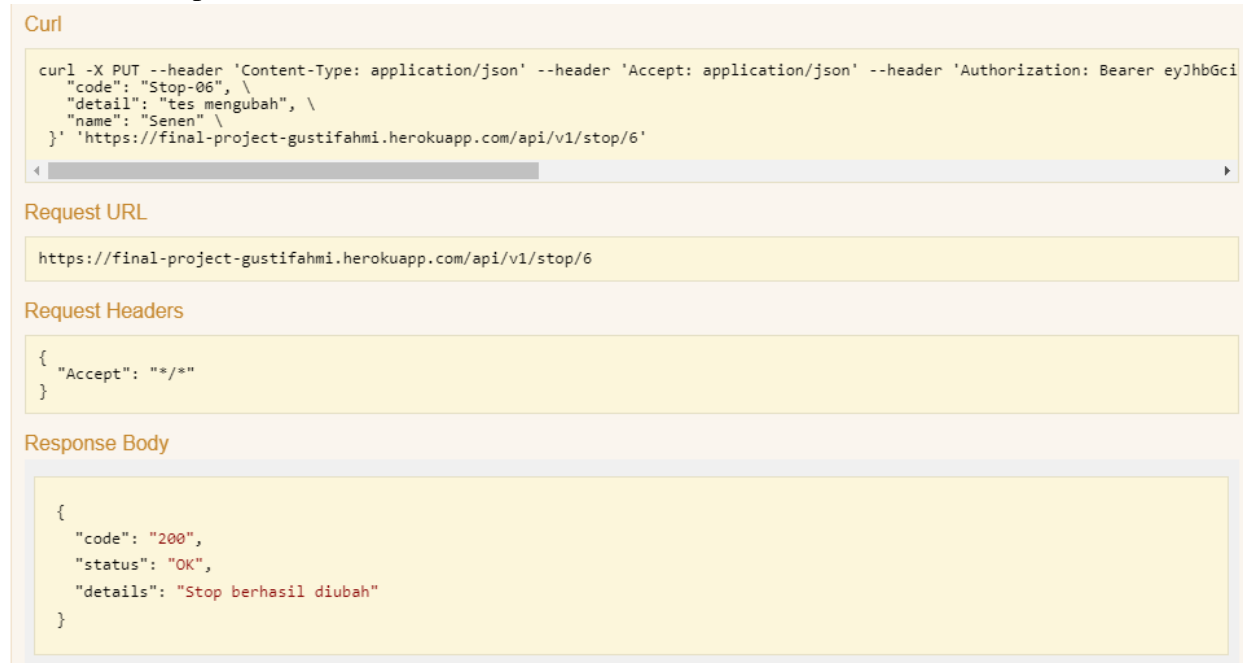 Curl
curl -X PUT --header 'Content-Type: application/json' --header 'Accept: application/json' --header 'Authorization: Bearer eyJhbGci
"code": "Stop-06", \
"detail": "tes mengubah", \
"name": "Senen" \
}' 'https://final-project-gustifahmi.herokuapp.com/api/v1/stop/6'
Request URL
https://final-project-gustifahmi.herokuapp.com/api/v1/stop/6
Request Headers
{
"Accept": "*/*"
}
Response Body
{
"code": "200",
"status": "OK",
"details": "Stop berhasil diubah"
}